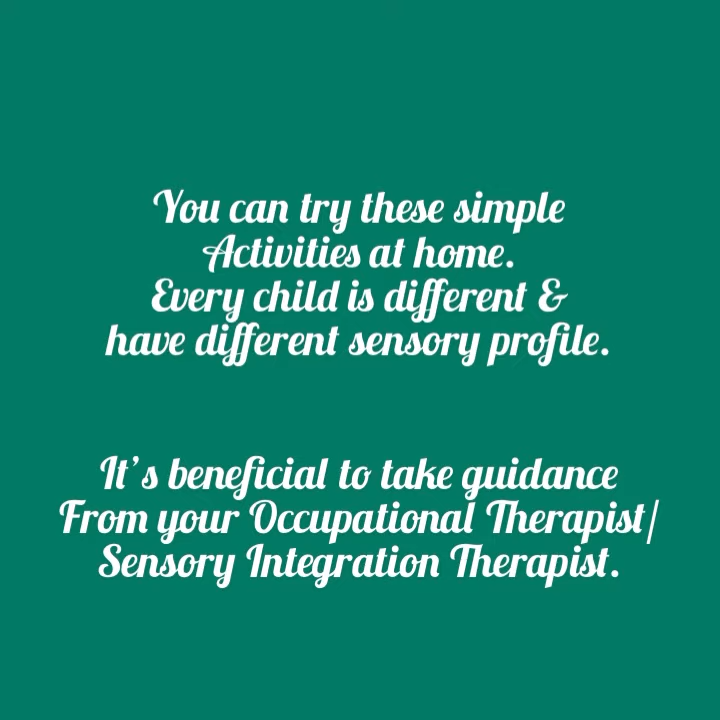 You can try these simple
Activities at home.
Every child is different &
have different sensory profile.
It's beneficial to take guidance
From your Occupational Therapist/
Sensory Integration Therapist.